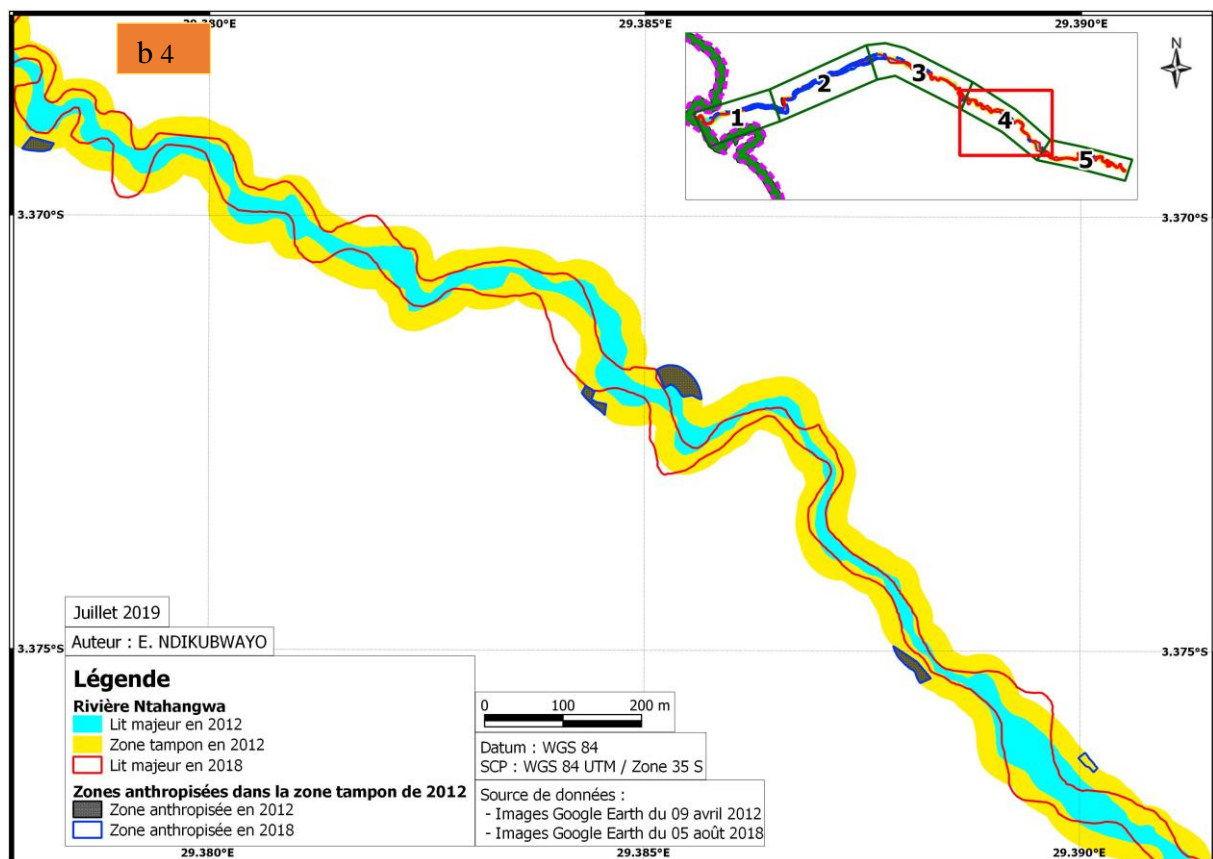 29.380°E
29.385°E
29.390°E
b 4
N
1
2
3
4
5
3.370°S
3.370°S
3.375°S
3.375°S
Juillet 2019
Auteur : E. NDIKUBWAYO
Légende
Rivière Ntahangwa
Lit majeur en 2012
Zone tampon en 2012
Lit majeur en 2018
Zones anthropisées dans la zone tampon de 2012
Zone anthropisée en 2012
Zone anthropisée en 2018
0 100 200 m
Datum : WGS 84
SCP : WGS 84 UTM / Zone 35 S
Source de données :
- Images Google Earth du 09 avril 2012
- Images Google Earth du 05 août 2018
29.380°E
29.385°E
29.390°E